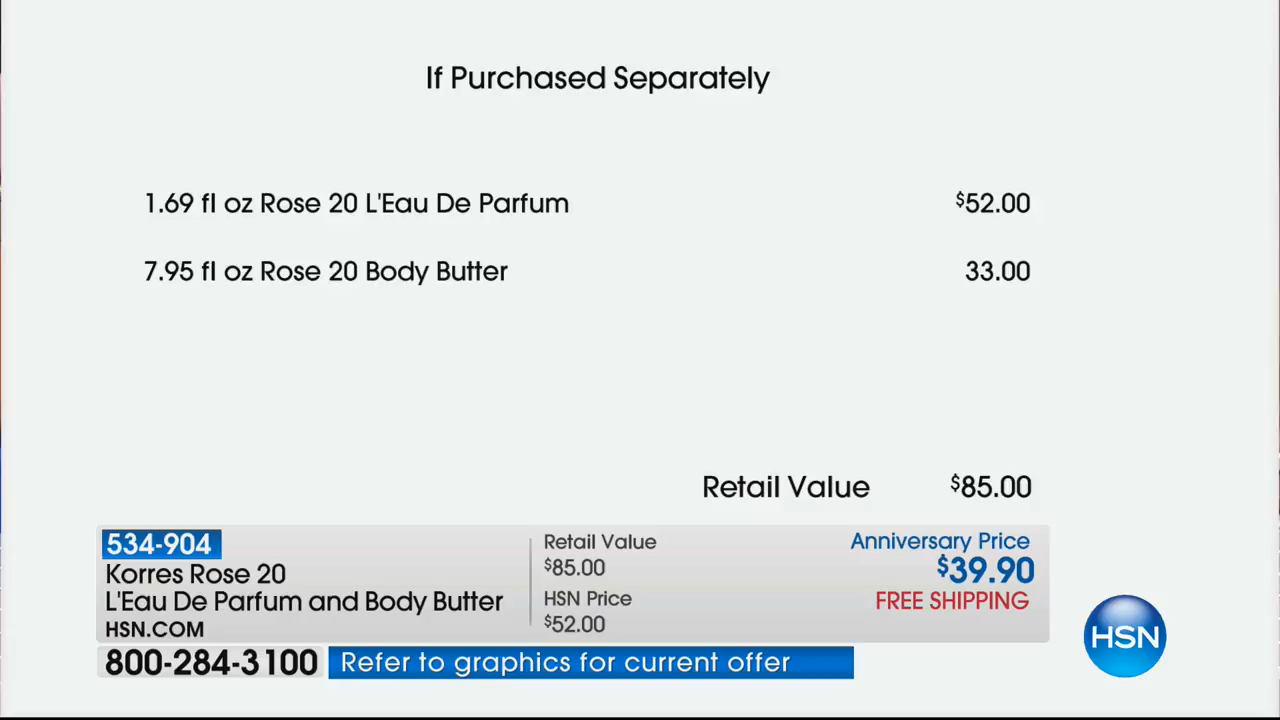 If Purchased Separately
1.69 fl oz Rose 20 L'Eau De Parfum $52.00
7.95 fl oz Rose 20 Body Butter 33.00
Retail Value $85.00
534-904
Korres Rose 20
L'Eau De Parfum and Body Butter
HSN.COM
Retail Value
$85.00
HSN Price
$52.00
Anniversary Price
$39.90
FREE SHIPPING
HSN
800-284-3100 Refer to graphics for current offer